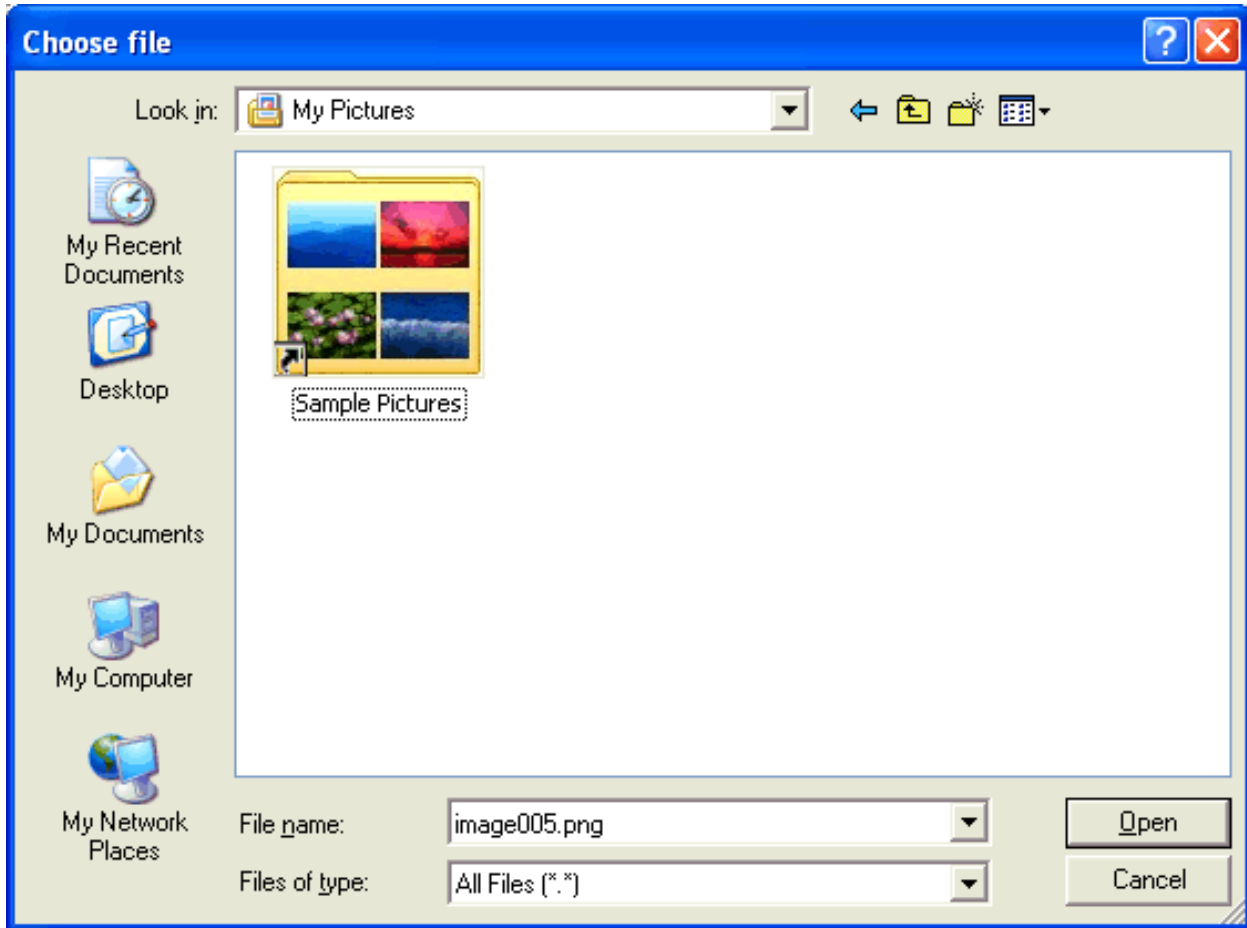 Choose file
Look in:
My Pictures
My Recent
Documents
Desktop
My Documents
My Computer
My Network
Places
Sample Pictures
File name:
image005.png
Open
Files of type:
All Files (*.*)
Cancel